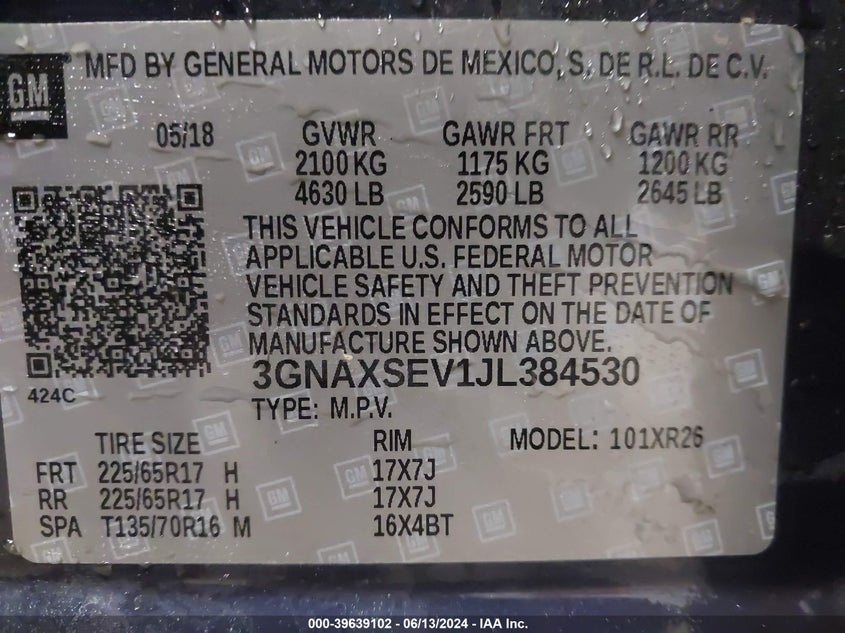 GM MFD BY GENERAL MOTORS DE MEXICO, S. DE R.L. DE C.V.
05/18 GVWR GAWR FRT GAWR RR
2100 KG 1175 KG 1200 KG
4630 LB 2590 LB 2645 LB
THIS VEHICLE CONFORMS TO ALL
APPLICABLE U.S. FEDERAL MOTOR
VEHICLE SAFETY AND THEFT PREVENTION
STANDARDS IN EFFECT ON THE DATE OF
MANUFACTURE SHOWN ABOVE.
3GNAXSEV1JL384530
424C
TYPE: M.P.V.
TIRE SIZE RIM MODEL: 101XR26
FRT 225/65R17 H 17X7J
RR 225/65R17 H 17X7J
SPA T135/70R16 M 16X4BT
000-39639102 - 06/13/2024 - IAA Inc.